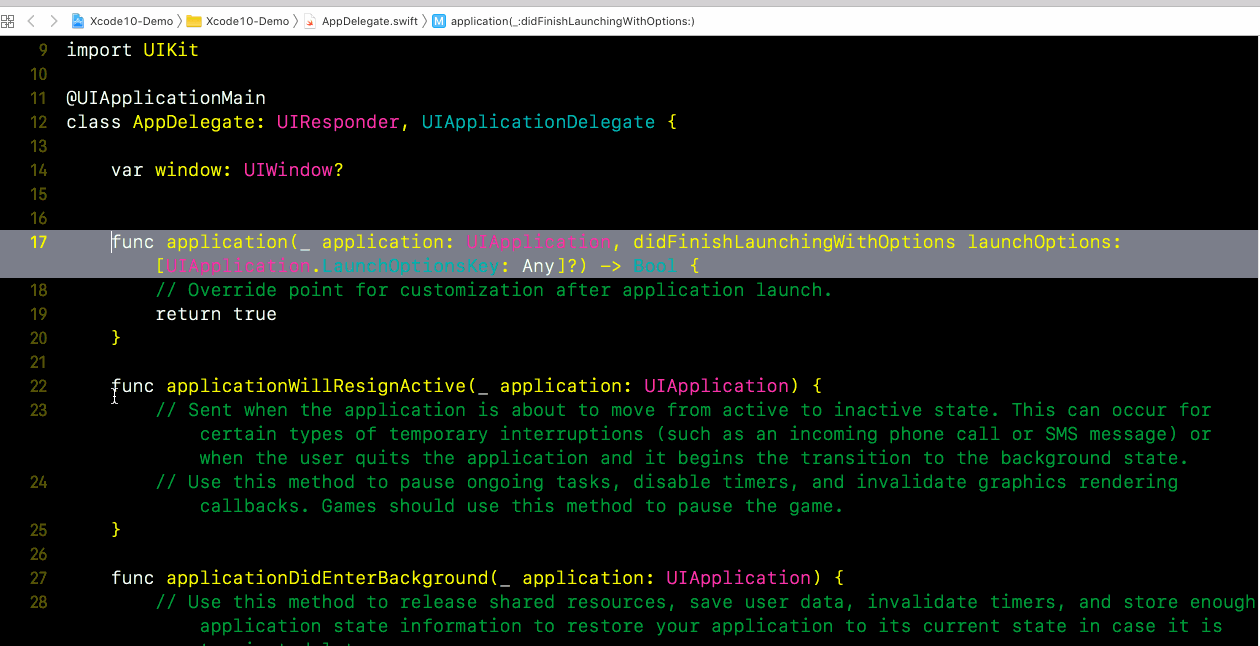 Xcode10-Demo Xcode10-Demo AppDelegate.swift M application(_:didFinishLaunchingWithOptions:)
9 import UIKit
10
11 @UIApplicationMain
12 class AppDelegate: UIResponder, UIApplicationDelegate {
13
14 var window: UIWindow?
15
16
17 func application(_ application: UIApplication, didFinishLaunchingWithOptions launchOptions:
[UIApplication.LaunchOptionsKey: Any]?) -> Bool {
18 // Override point for customization after application launch.
19 return true
20 }
21
22 func applicationWillResignActive(_ application: UIApplication) {
23 // Sent when the application is about to move from active to inactive state. This can occur for
certain types of temporary interruptions (such as an incoming phone call or SMS message) or
when the user quits the application and it begins the transition to the background state.
24 // Use this method to pause ongoing tasks, disable timers, and invalidate graphics rendering
callbacks. Games should use this method to pause the game.
25 }
26
27 func applicationDidEnterBackground(_ application: UIApplication) {
28 // Use this method to release shared resources, save user data, invalidate timers, and store enough
application state information to restore your application to its current state in case it is